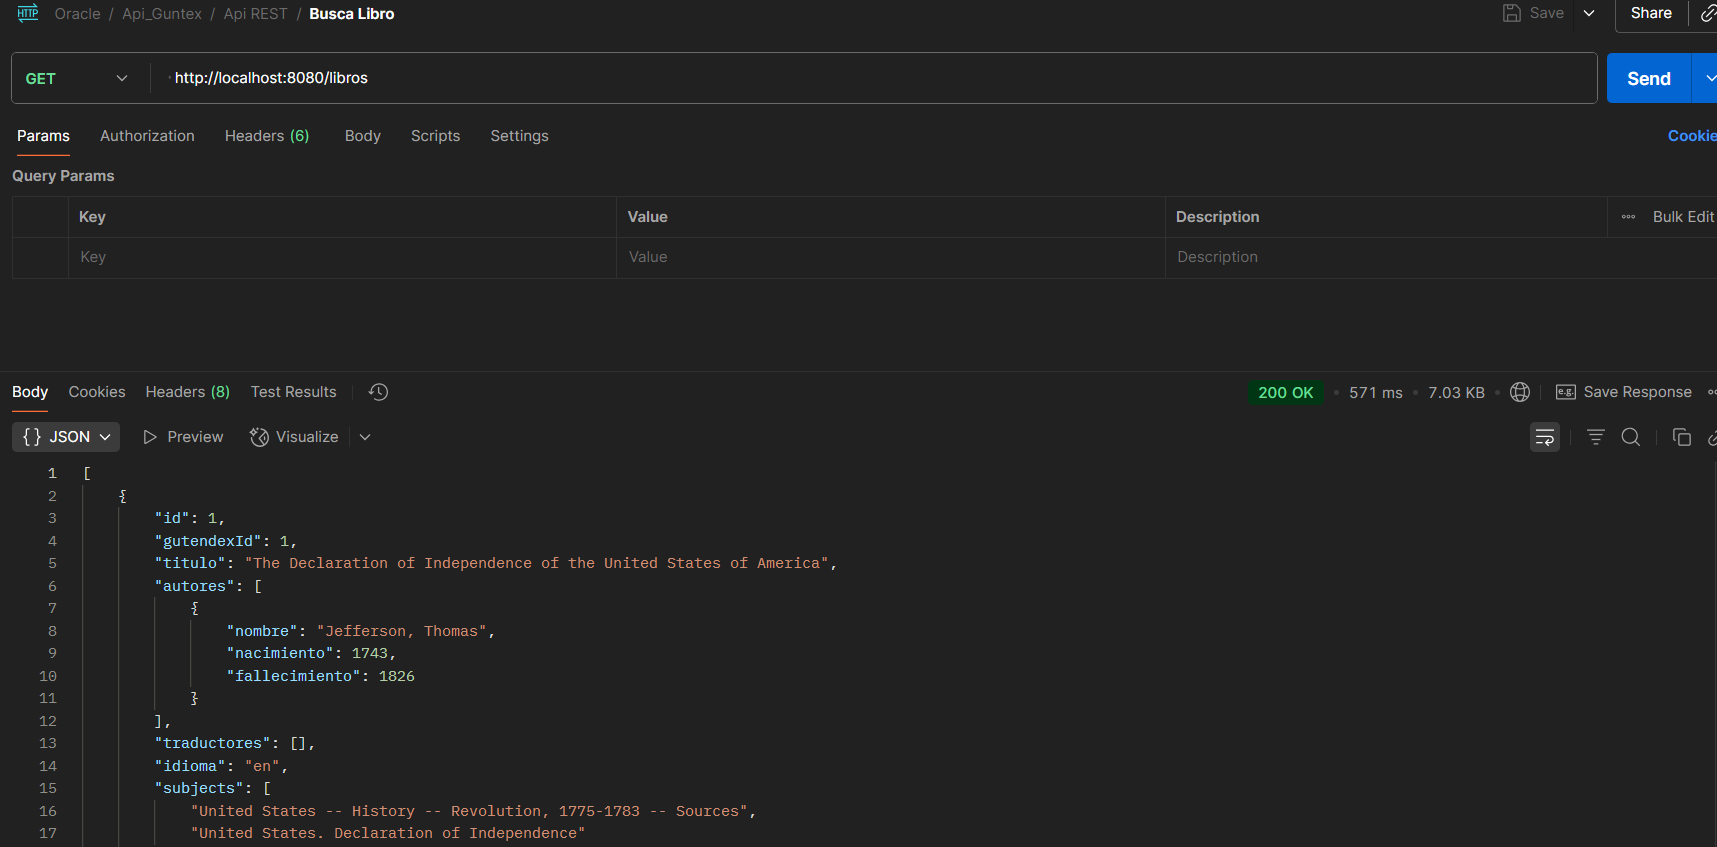 HTTP Oracle / Api_Guntex / Api REST / Busca Libro Save Share
GET http://localhost:8080/libros Send
Params Authorization Headers (6) Body Scripts Settings Cookie
Query Params
Key Value Description Bulk Edit
Key Value Description
Body Cookies Headers (8) Test Results 200 OK • 571 ms • 7.03 KB • e.g. Save Response
{} JSON Preview Visualize
1 [
2 {
3 "id": 1,
4 "gutendexId": 1,
5 "titulo": "The Declaration of Independence of the United States of America",
6 "autores": [
7 {
8 "nombre": "Jefferson, Thomas",
9 "nacimiento": 1743,
10 "fallecimiento": 1826
11 }
12 ],
13 "traductores": [],
14 "idioma": "en",
15 "subjects": [
16 "United States -- History -- Revolution, 1775-1783 -- Sources",
17 "United States. Declaration of Independence"